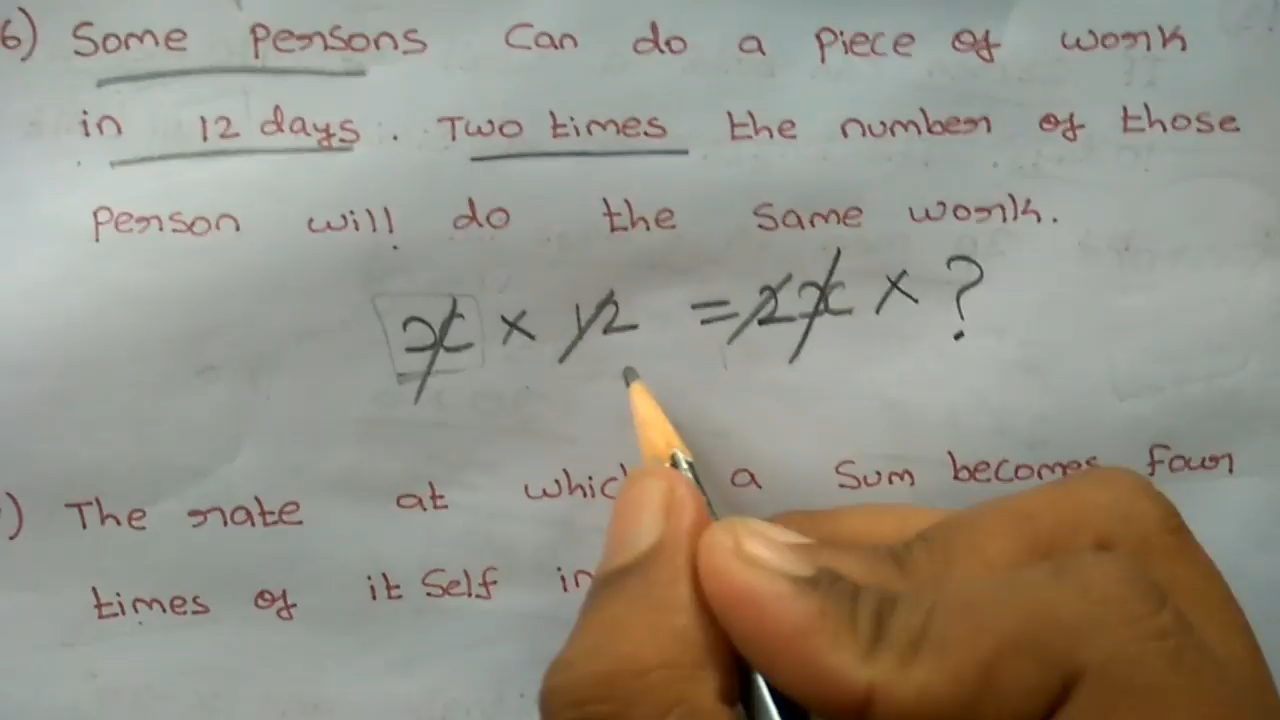 6) Some persons can do a piece of work
in 12 days. Two times the number of those
person will do the same work.
x × 12 = 2x × ?
) The rate at a sum becomes four
times of it self in